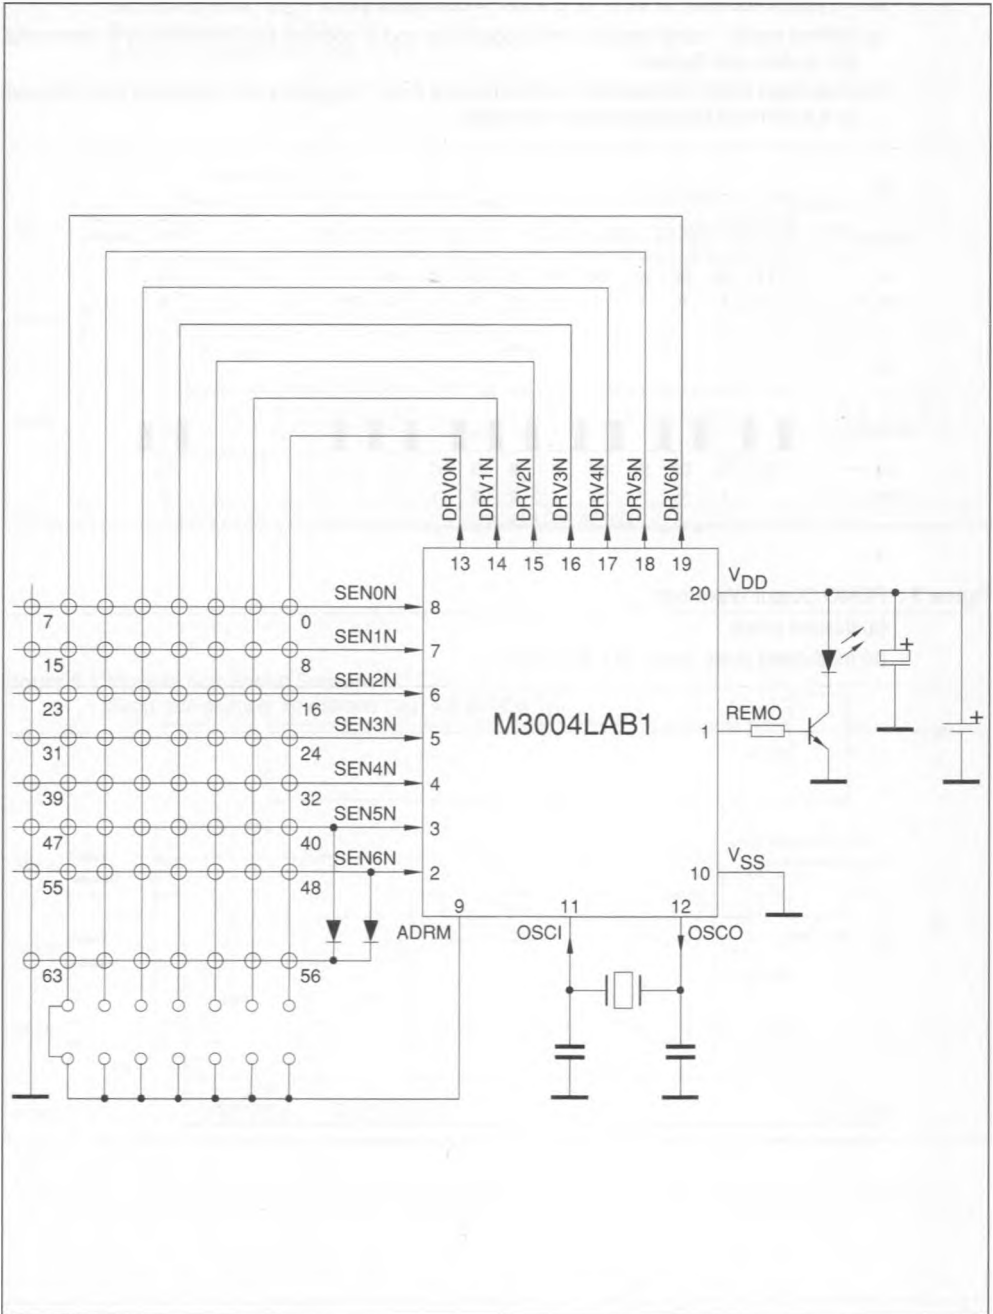 DRV0N DRV1N DRV2N DRV3N DRV4N DRV5N DRV6N
13 14 15 16 17 18 19
VDD
20
SEN0N 8
7 0
SEN1N 7
15 8
SEN2N 6
23 16
SEN3N 5
31 24
SEN4N 4
39 32
SEN5N 3
47 40
SEN6N 2
55 48
M3004LAB1
REMO
1
+
+
VSS
10
9 11 12
ADRM OSCI OSCO
63 56